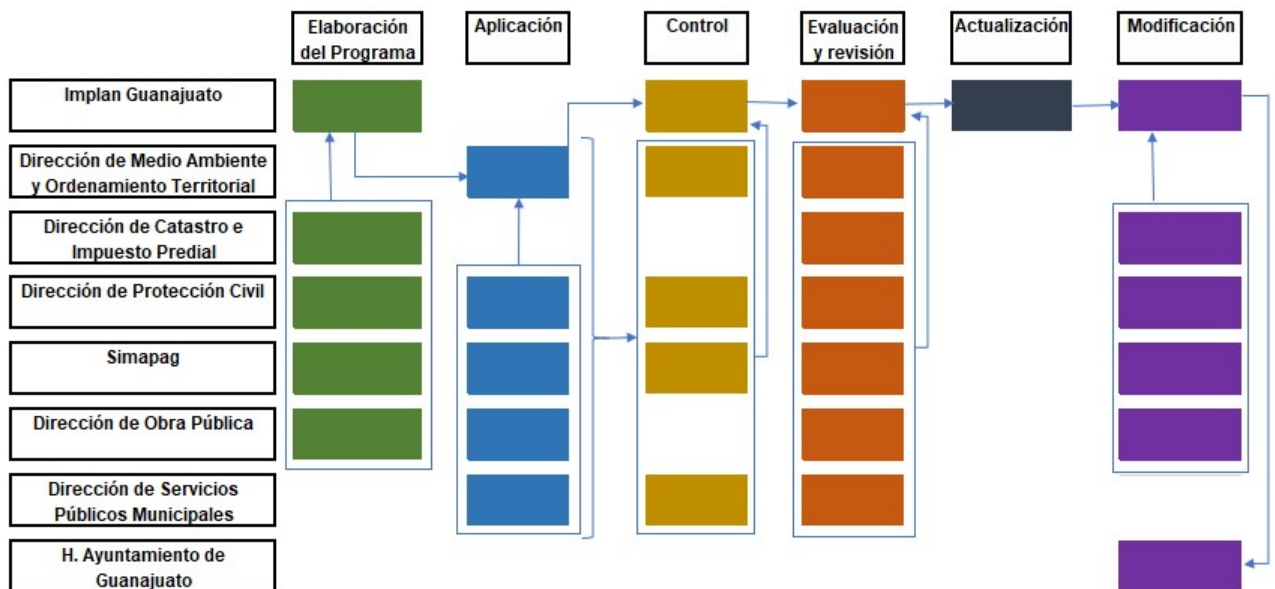 Elaboración
del Programa
Aplicación
Control
Evaluación
y revisión
Actualización
Modificación
Implan Guanajuato
Dirección de Medio Ambiente
y Ordenamiento Territorial
Dirección de Catastro e
Impuesto Predial
Dirección de Protección Civil
Simapag
Dirección de Obra Pública
Dirección de Servicios
Públicos Municipales
H. Ayuntamiento de
Guanajuato